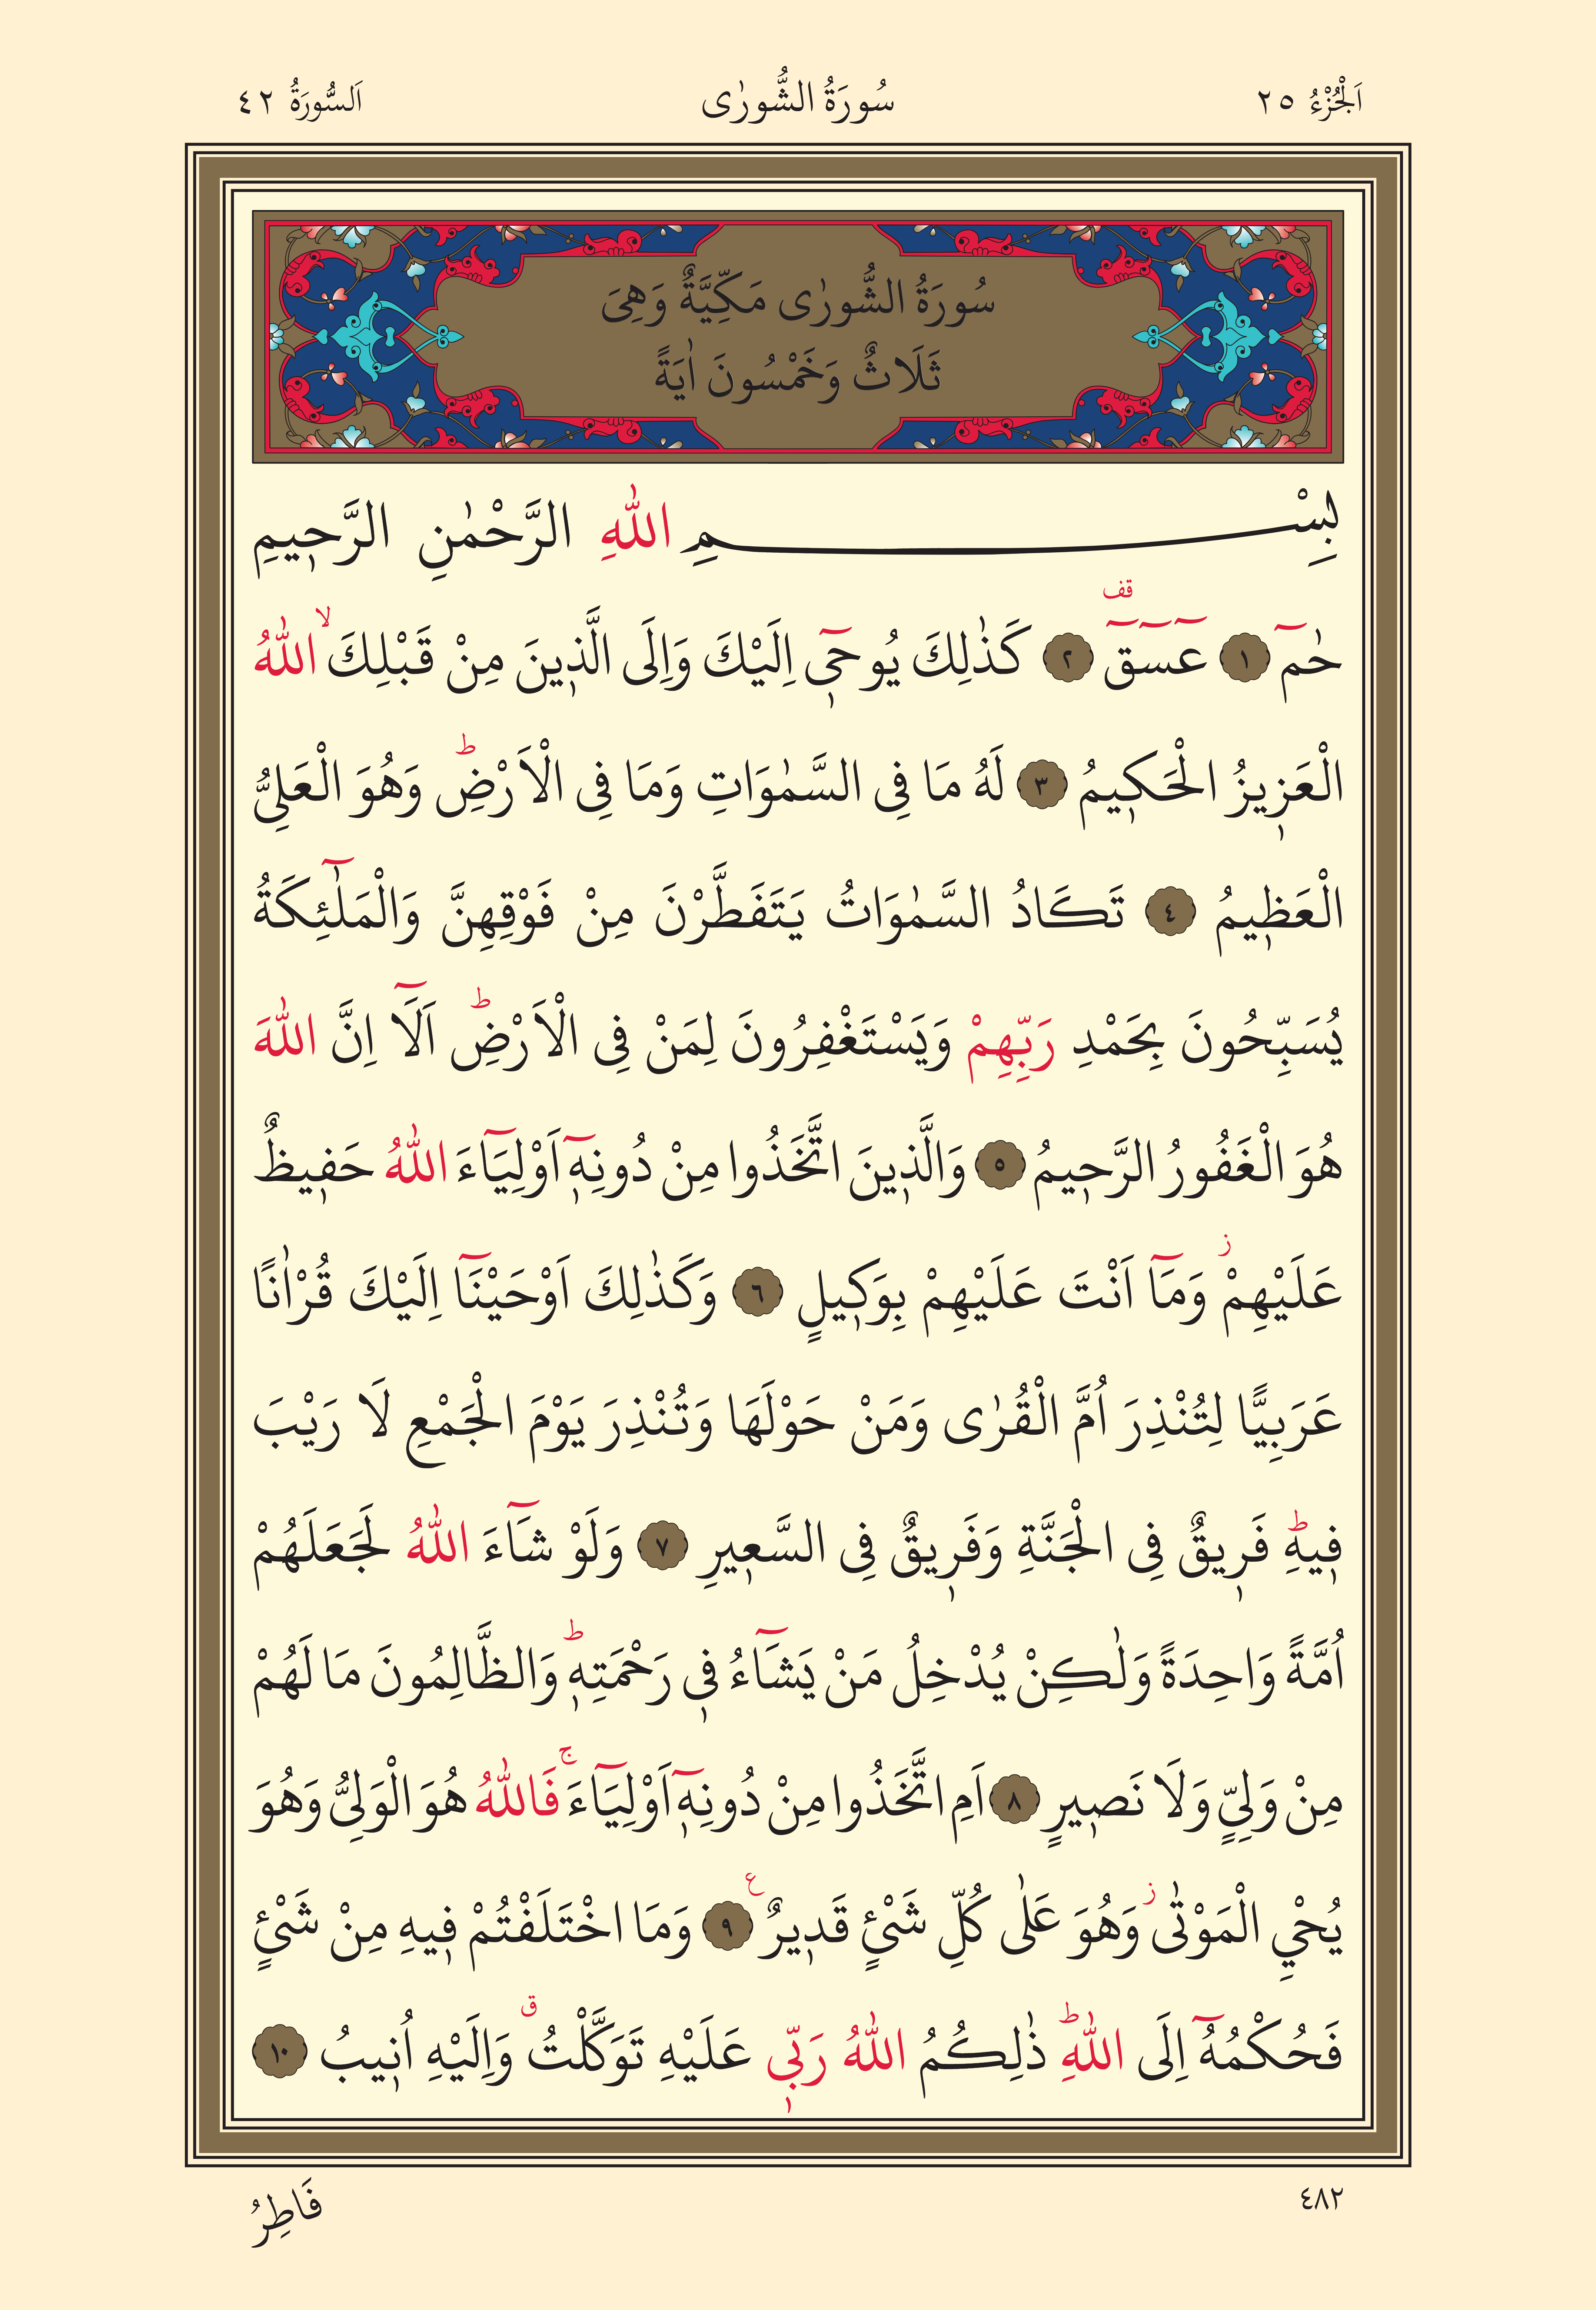 اَلْجُزْءُ ٢٥ سُورَةُ الشُّورٰى اَلسُّورَةُ ٤٢
سُورَةُ الشُّورٰى مَكِّيَّةٌ وَهِىَ
ثَلَاثٌ وَخَمْسُونَ اٰيَةً
بِسْـــــــــمِ اللّٰهِ الرَّحْمٰنِ الرَّح۪يمِ
حٰمٓ ﴿١﴾ عٓسٓقٓ ﴿٢﴾ قف كَذٰلِكَ يُوح۪ٓى اِلَيْكَ وَاِلَى الَّذ۪ينَ مِنْ قَبْلِكَۙ اللّٰهُ
الْعَز۪يزُ الْحَك۪يمُ ﴿٣﴾ لَهُ مَا فِى السَّمٰوَاتِ وَمَا فِى الْاَرْضِۜ وَهُوَ الْعَلِىُّ
الْعَظ۪يمُ ﴿٤﴾ تَكَادُ السَّمٰوَاتُ يَتَفَطَّرْنَ مِنْ فَوْقِهِنَّ وَالْمَلٰٓئِكَةُ
يُسَبِّحُونَ بِحَمْدِ رَبِّهِمْ وَيَسْتَغْفِرُونَ لِمَنْ فِى الْاَرْضِۜ اَلَٓا اِنَّ اللّٰهَ
هُوَ الْغَفُورُ الرَّح۪يمُ ﴿٥﴾ وَالَّذ۪ينَ اتَّخَذُوا مِنْ دُونِه۪ٓ اَوْلِيَٓاءَ اللّٰهُ حَف۪يظٌ
عَلَيْهِمْۘ وَمَٓا اَنْتَ عَلَيْهِمْ بِوَك۪يلٍ ﴿٦﴾ وَكَذٰلِكَ اَوْحَيْنَٓا اِلَيْكَ قُرْاٰنًا
عَرَبِيًّا لِتُنْذِرَ اُمَّ الْقُرٰى وَمَنْ حَوْلَهَا وَتُنْذِرَ يَوْمَ الْجَمْعِ لَا رَيْبَ
ف۪يهِۜ فَر۪يقٌ فِى الْجَنَّةِ وَفَر۪يقٌ فِى السَّع۪يرِ ﴿٧﴾ وَلَوْ شَٓاءَ اللّٰهُ لَجَعَلَهُمْ
اُمَّةً وَاحِدَةً وَلٰكِنْ يُدْخِلُ مَنْ يَشَٓاءُ ف۪ى رَحْمَتِه۪ۜ وَالظَّالِمُونَ مَا لَهُمْ
مِنْ وَلِىٍّ وَلَا نَص۪يرٍ ﴿٨﴾ اَمِ اتَّخَذُوا مِنْ دُونِه۪ٓ اَوْلِيَٓاءَۚ فَاللّٰهُ هُوَ الْوَلِىُّ وَهُوَ
يُحْيِ الْمَوْتٰىۘ وَهُوَ عَلٰى كُلِّ شَىْءٍ قَد۪يرٌ ﴿٩﴾ ع وَمَا اخْتَلَفْتُمْ ف۪يهِ مِنْ شَىْءٍ
فَحُكْمُهُٓ اِلَى اللّٰهِۜ ذٰلِكُمُ اللّٰهُ رَبّ۪ى عَلَيْهِ تَوَكَّلْتُۗ وَاِلَيْهِ اُن۪يبُ ﴿١٠﴾
٤٨٢ فَاطِرُ